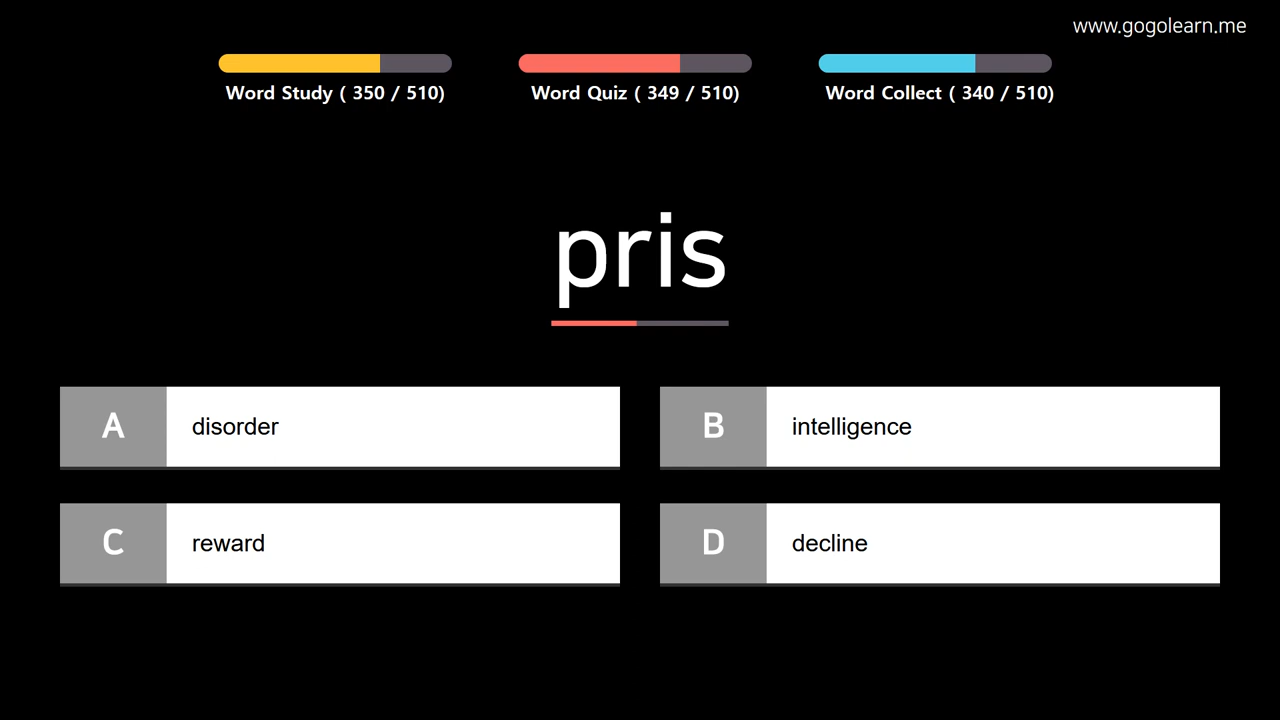 www.gogolearn.me
Word Study ( 350 / 510)
Word Quiz ( 349 / 510)
Word Collect ( 340 / 510)
pris
A disorder
B intelligence
C reward
D decline